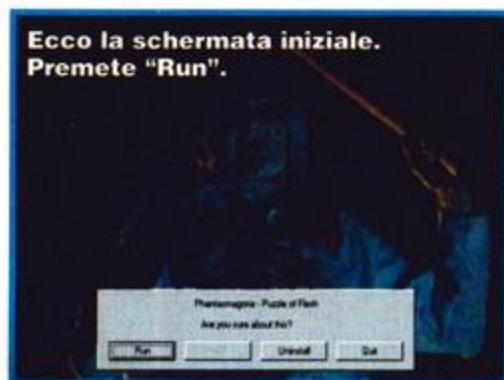 Ecco la schermata iniziale.
Premete “Run”.
Phantasmagoria - Puzzle of Flesh
Are you sure about this?
Run
Uninstall
Quit